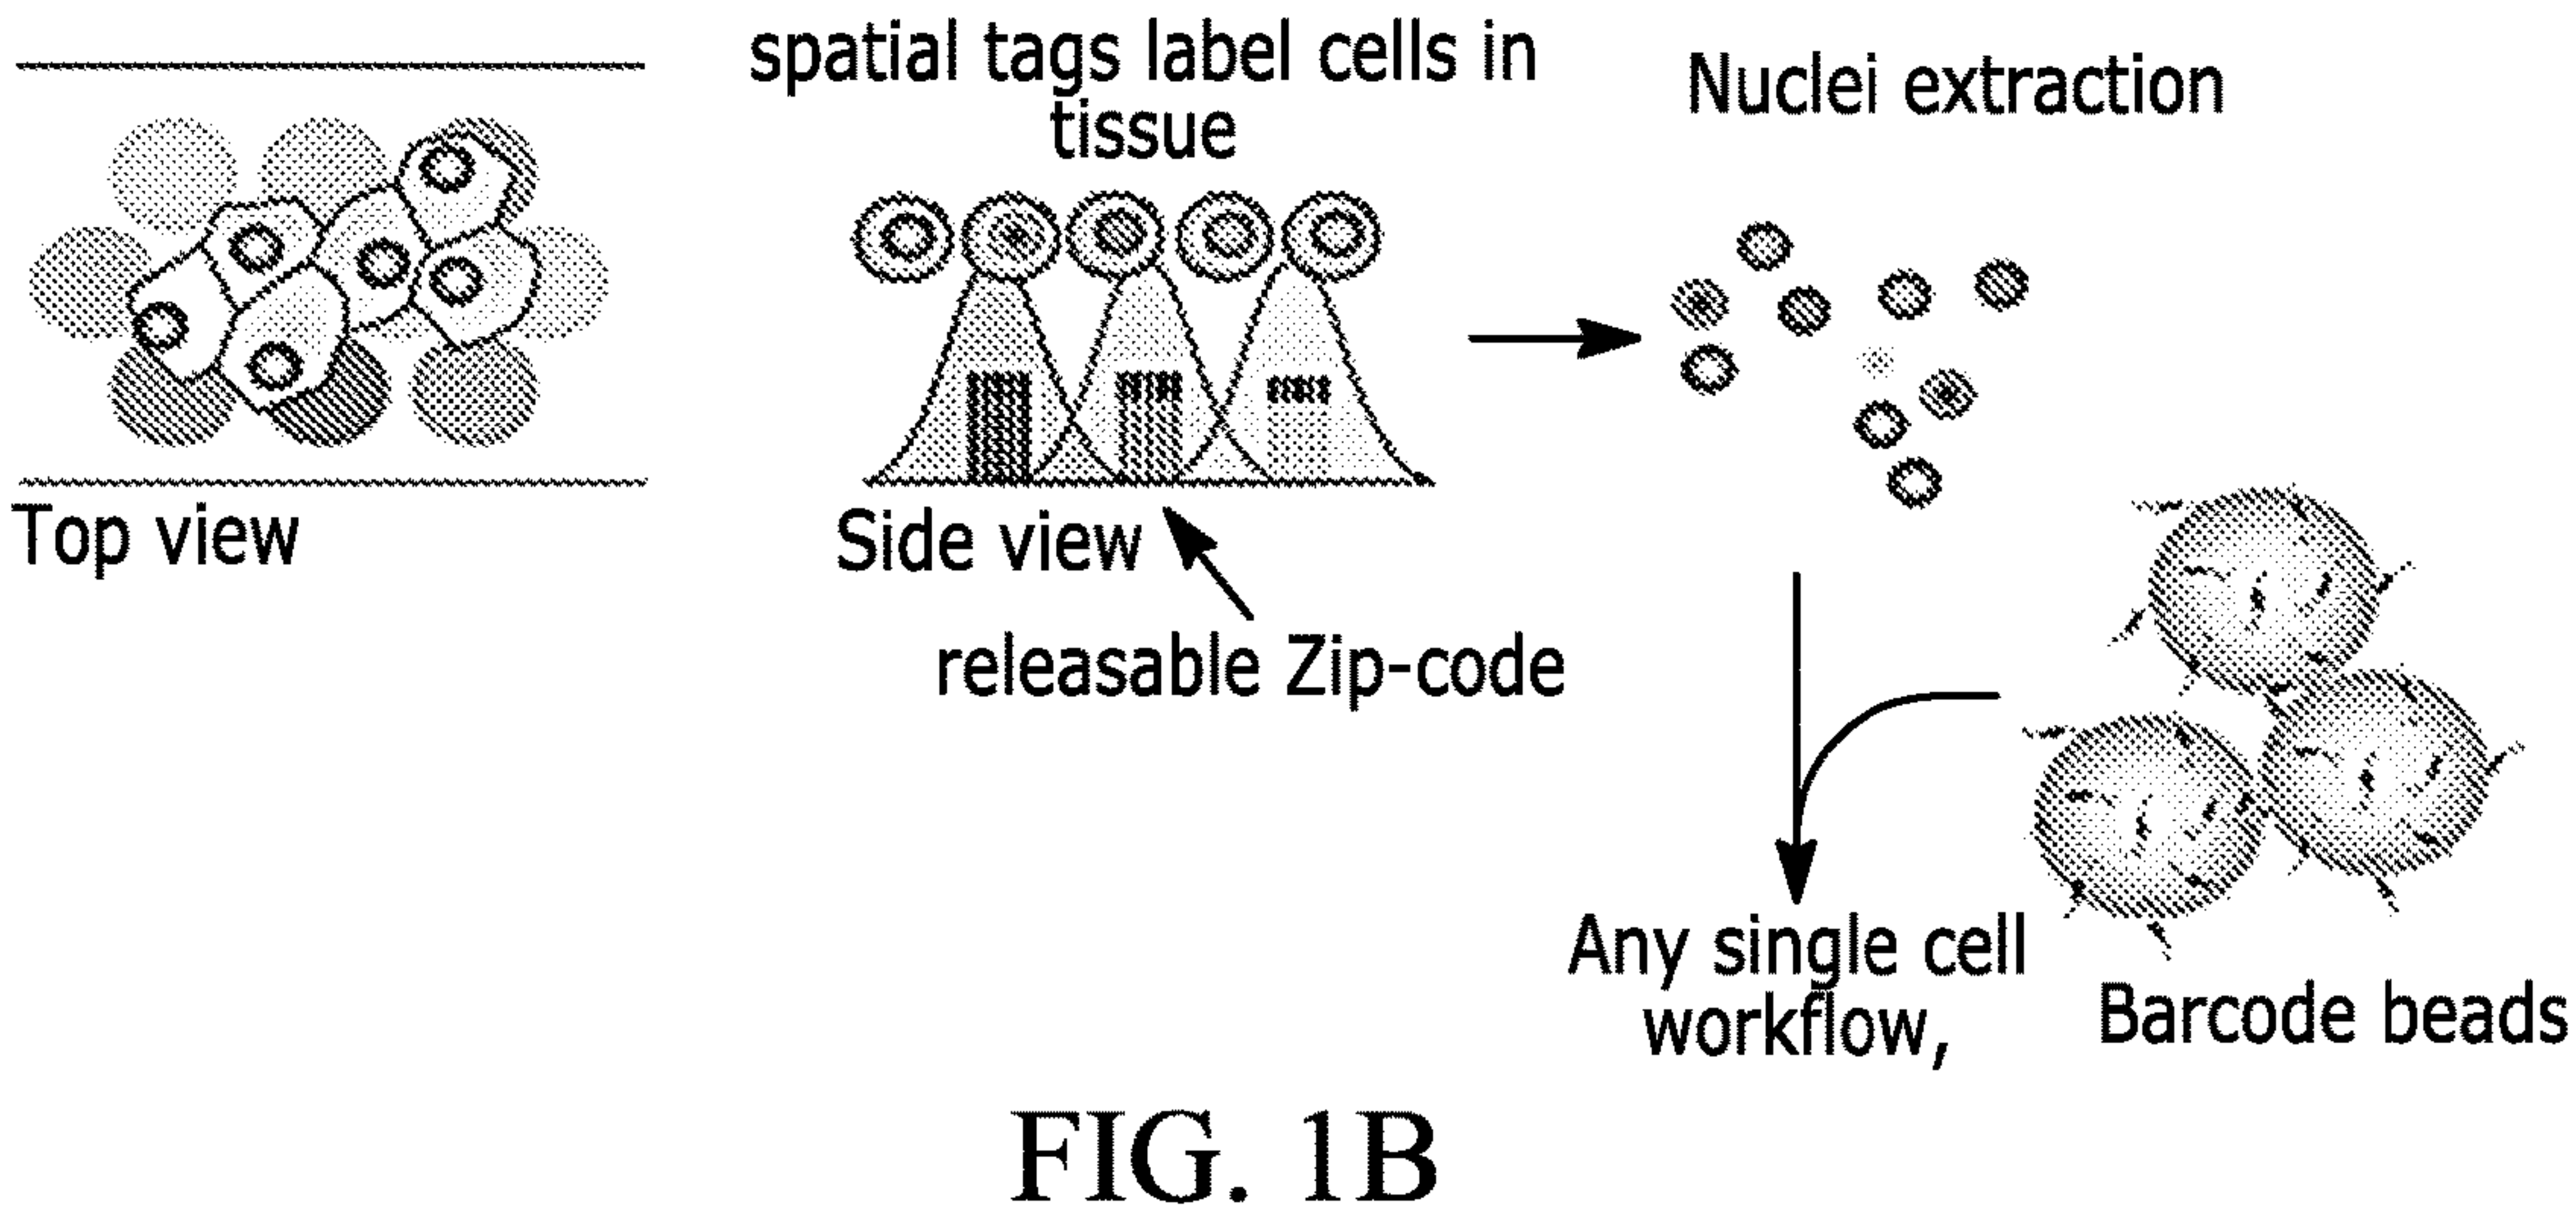 spatial tags label cells in
tissue
Nuclei extraction
Top view
Side view
releasable Zip-code
Any single cell
workflow,
Barcode beads
FIG. 1B